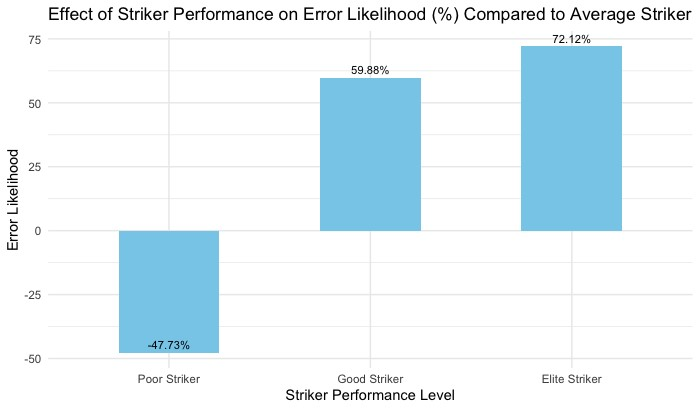 Effect of Striker Performance on Error Likelihood (%) Compared to Average Striker
75
72.12%
59.88%
50
25
Error Likelihood
0
-25
-47.73%
-50
Poor Striker
Good Striker
Elite Striker
Striker Performance Level